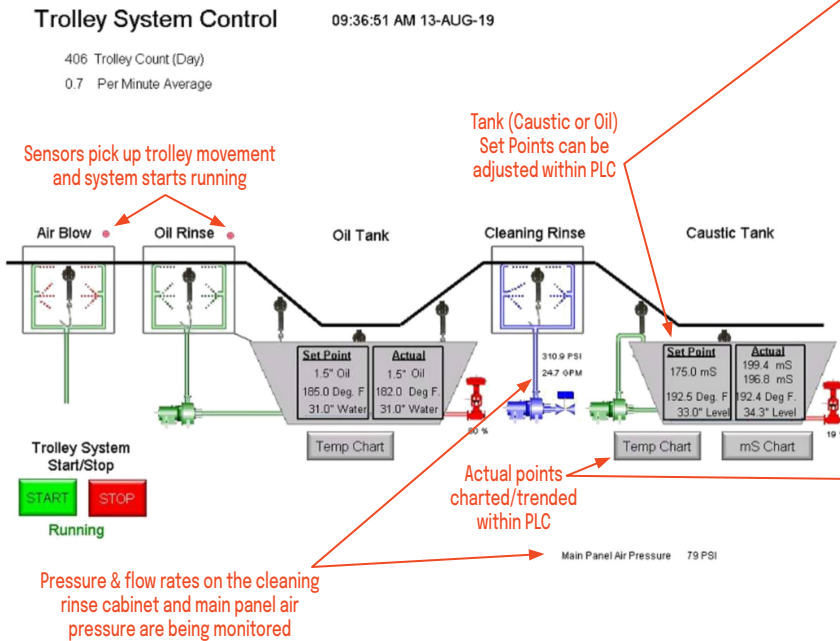 Trolley System Control
09:36:51 AM 13-AUG-19
406 Trolley Count (Day)
0.7 Per Minute Average
Tank (Caustic or Oil)
Set Points can be
adjusted within PLC
Sensors pick up trolley movement
and system starts running
Air Blow
Oil Rinse
Oil Tank
Cleaning Rinse
Caustic Tank
Set Point
1.5" Oil
185.0 Deg. F
31.0" Water
Actual
1.5" Oil
182.0 Deg. F
31.0" Water
310.9 PSI
24.7 GPM
Set Point
175.0 mS
192.5 Deg. F
33.0" Level
Actual
199.4 mS
196.8 mS
192.4 Deg. F.
34.3" Level
%
19
Temp Chart
Temp Chart
mS Chart
Trolley System
Start/Stop
START
STOP
Running
Actual points
charted/trended
within PLC
Main Panel Air Pressure 79 PSI
Pressure & flow rates on the cleaning
rinse cabinet and main panel air
pressure are being monitored